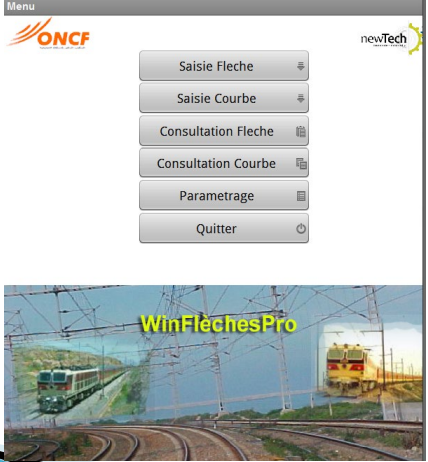 Menu
ONCF
newTech
Saisie Fleche
Saisie Courbe
Consultation Fleche
Consultation Courbe
Parametrage
Quitter
WinFlèchesPro